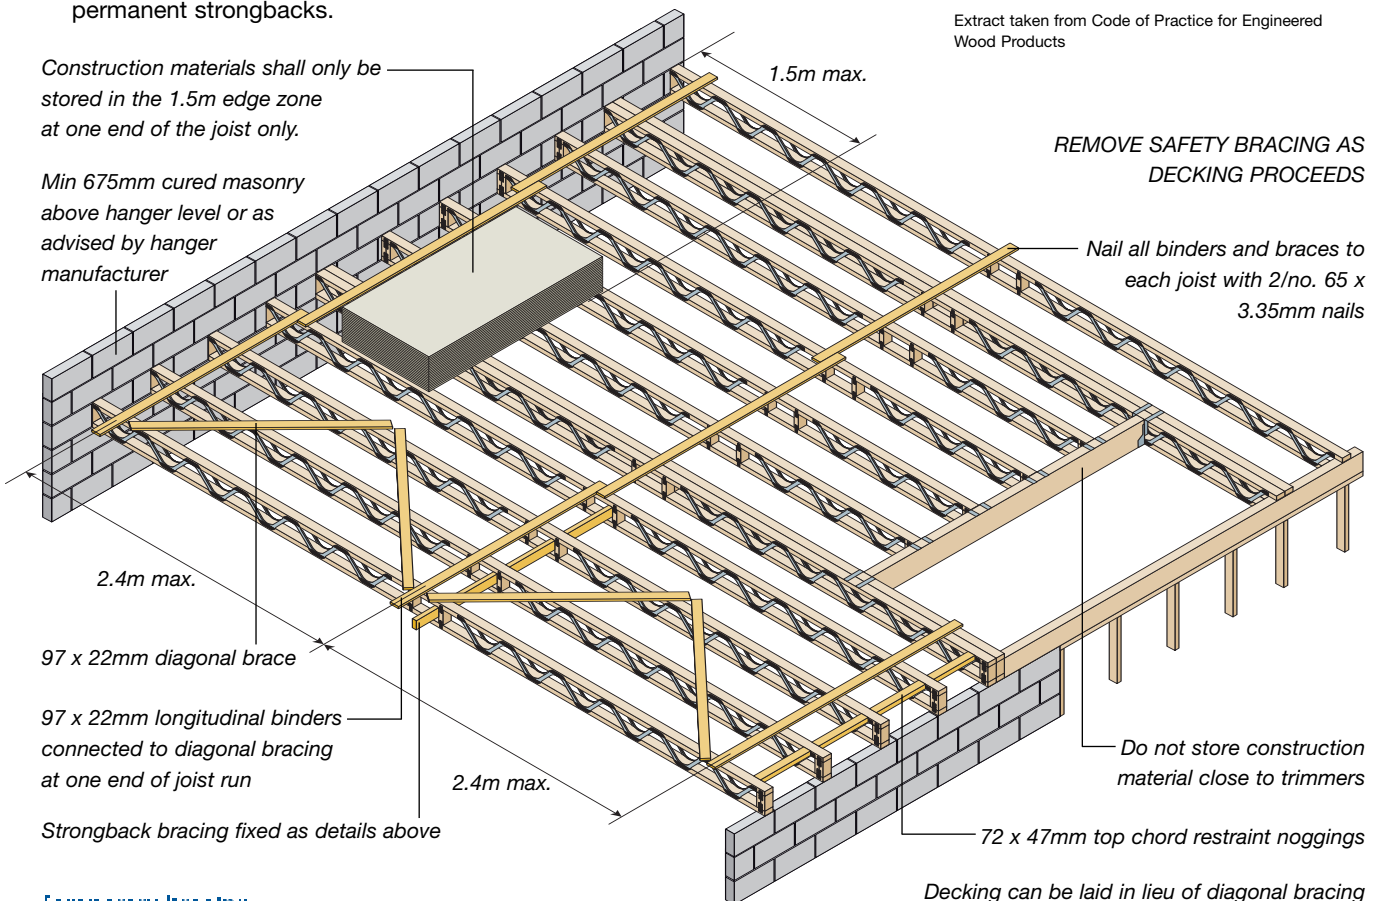 permanent strongbacks.
Extract taken from Code of Practice for Engineered
Wood Products
Construction materials shall only be
stored in the 1.5m edge zone
at one end of the joist only.
1.5m max.
REMOVE SAFETY BRACING AS
DECKING PROCEEDS
Min 675mm cured masonry
above hanger level or as
advised by hanger
manufacturer
Nail all binders and braces to
each joist with 2/no. 65 x
3.35mm nails
2.4m max.
97 x 22mm diagonal brace
97 x 22mm longitudinal binders
connected to diagonal bracing
at one end of joist run
2.4m max.
Do not store construction
material close to trimmers
Strongback bracing fixed as details above
72 x 47mm top chord restraint noggings
Decking can be laid in lieu of diagonal bracing